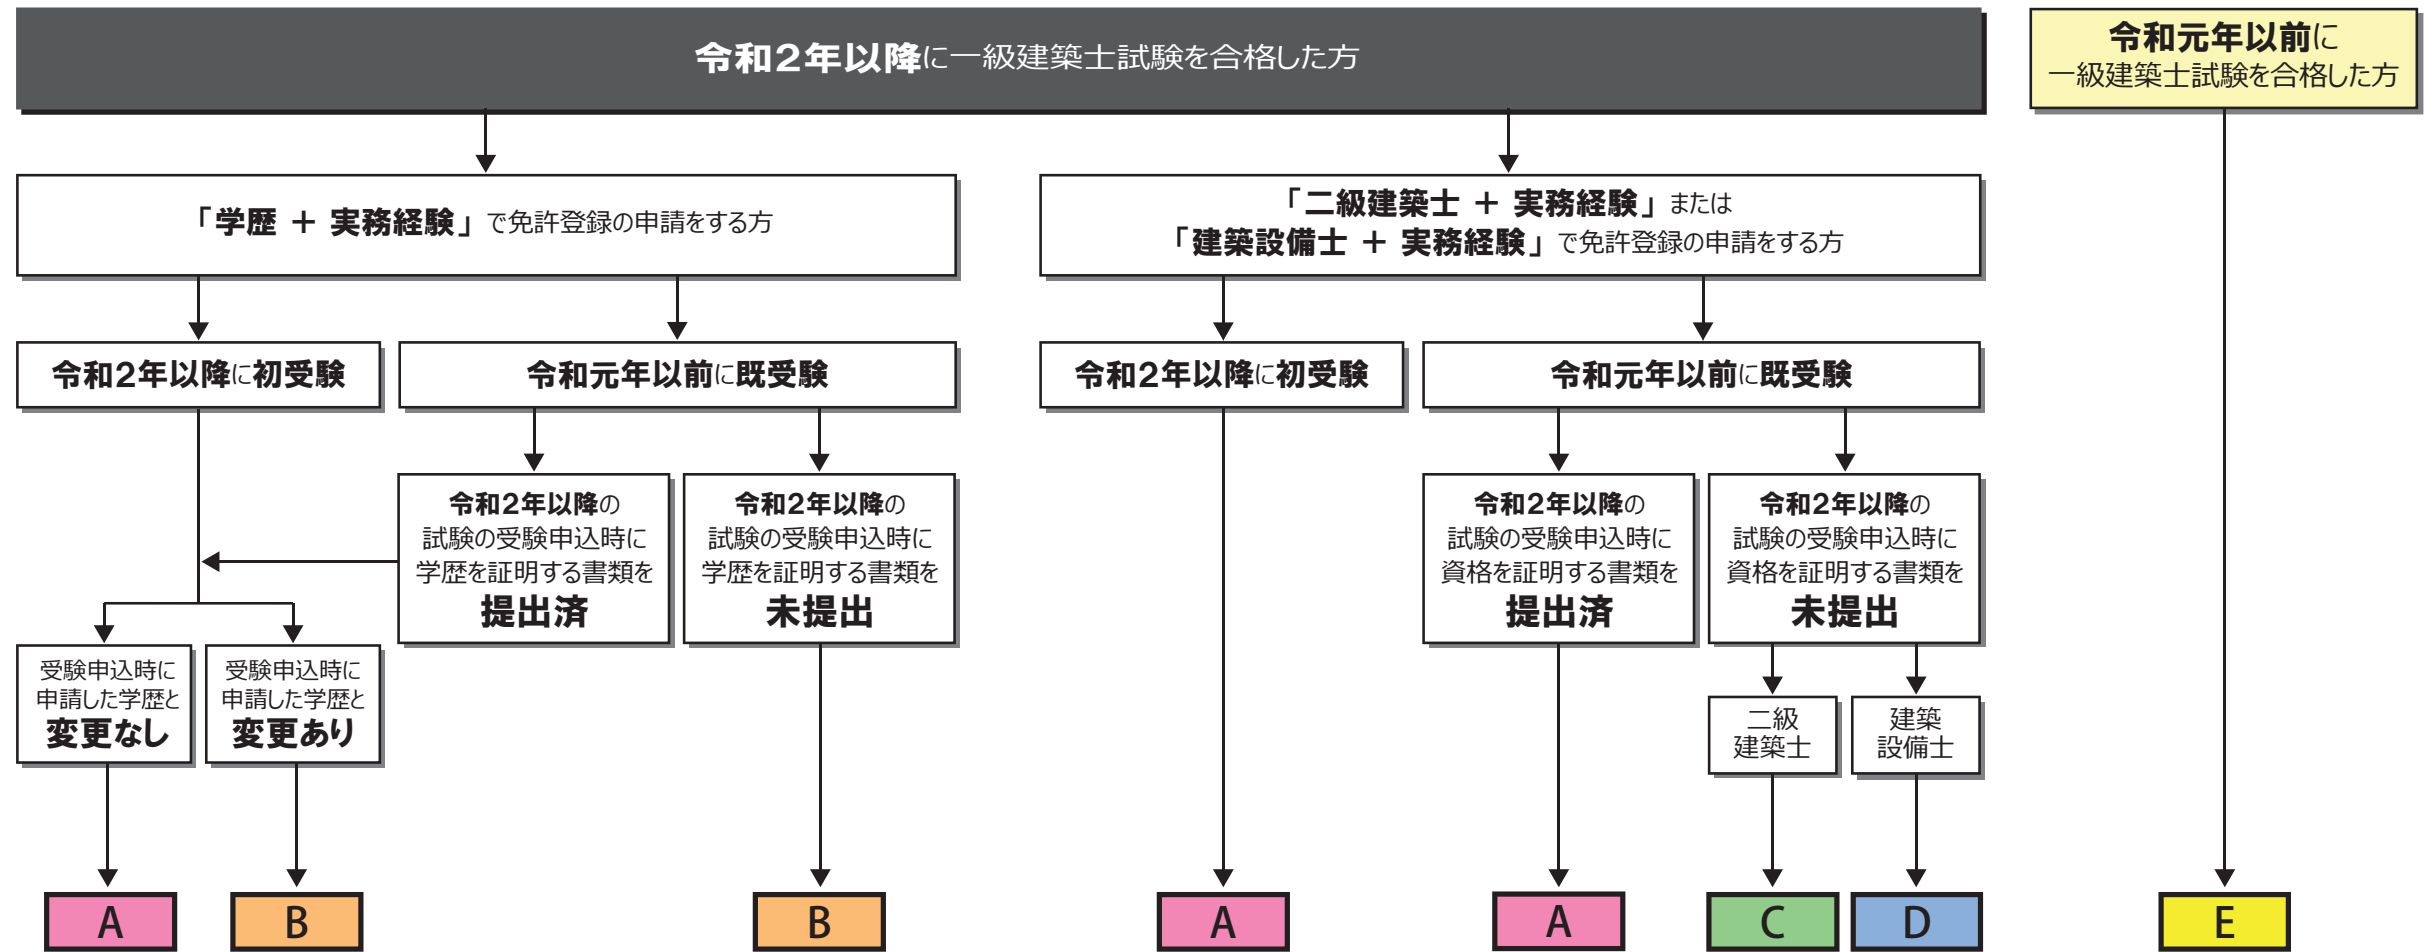 令和2年以降に一級建築士試験を合格した方
令和元年以前に
一級建築士試験を合格した方
「学歴 ＋ 実務経験」で免許登録の申請をする方
「二級建築士 ＋ 実務経験」または
「建築設備士 ＋ 実務経験」で免許登録の申請をする方
令和2年以降に初受験
令和元年以前に既受験
令和2年以降に初受験
令和元年以前に既受験
令和2年以降の
試験の受験申込時に
学歴を証明する書類を
提出済
令和2年以降の
試験の受験申込時に
学歴を証明する書類を
未提出
令和2年以降の
試験の受験申込時に
資格を証明する書類を
提出済
令和2年以降の
試験の受験申込時に
資格を証明する書類を
未提出
受験申込時に
申請した学歴と
変更なし
受験申込時に
申請した学歴と
変更あり
二級
建築士
建築
設備士
A
B
B
A
A
C
D
E